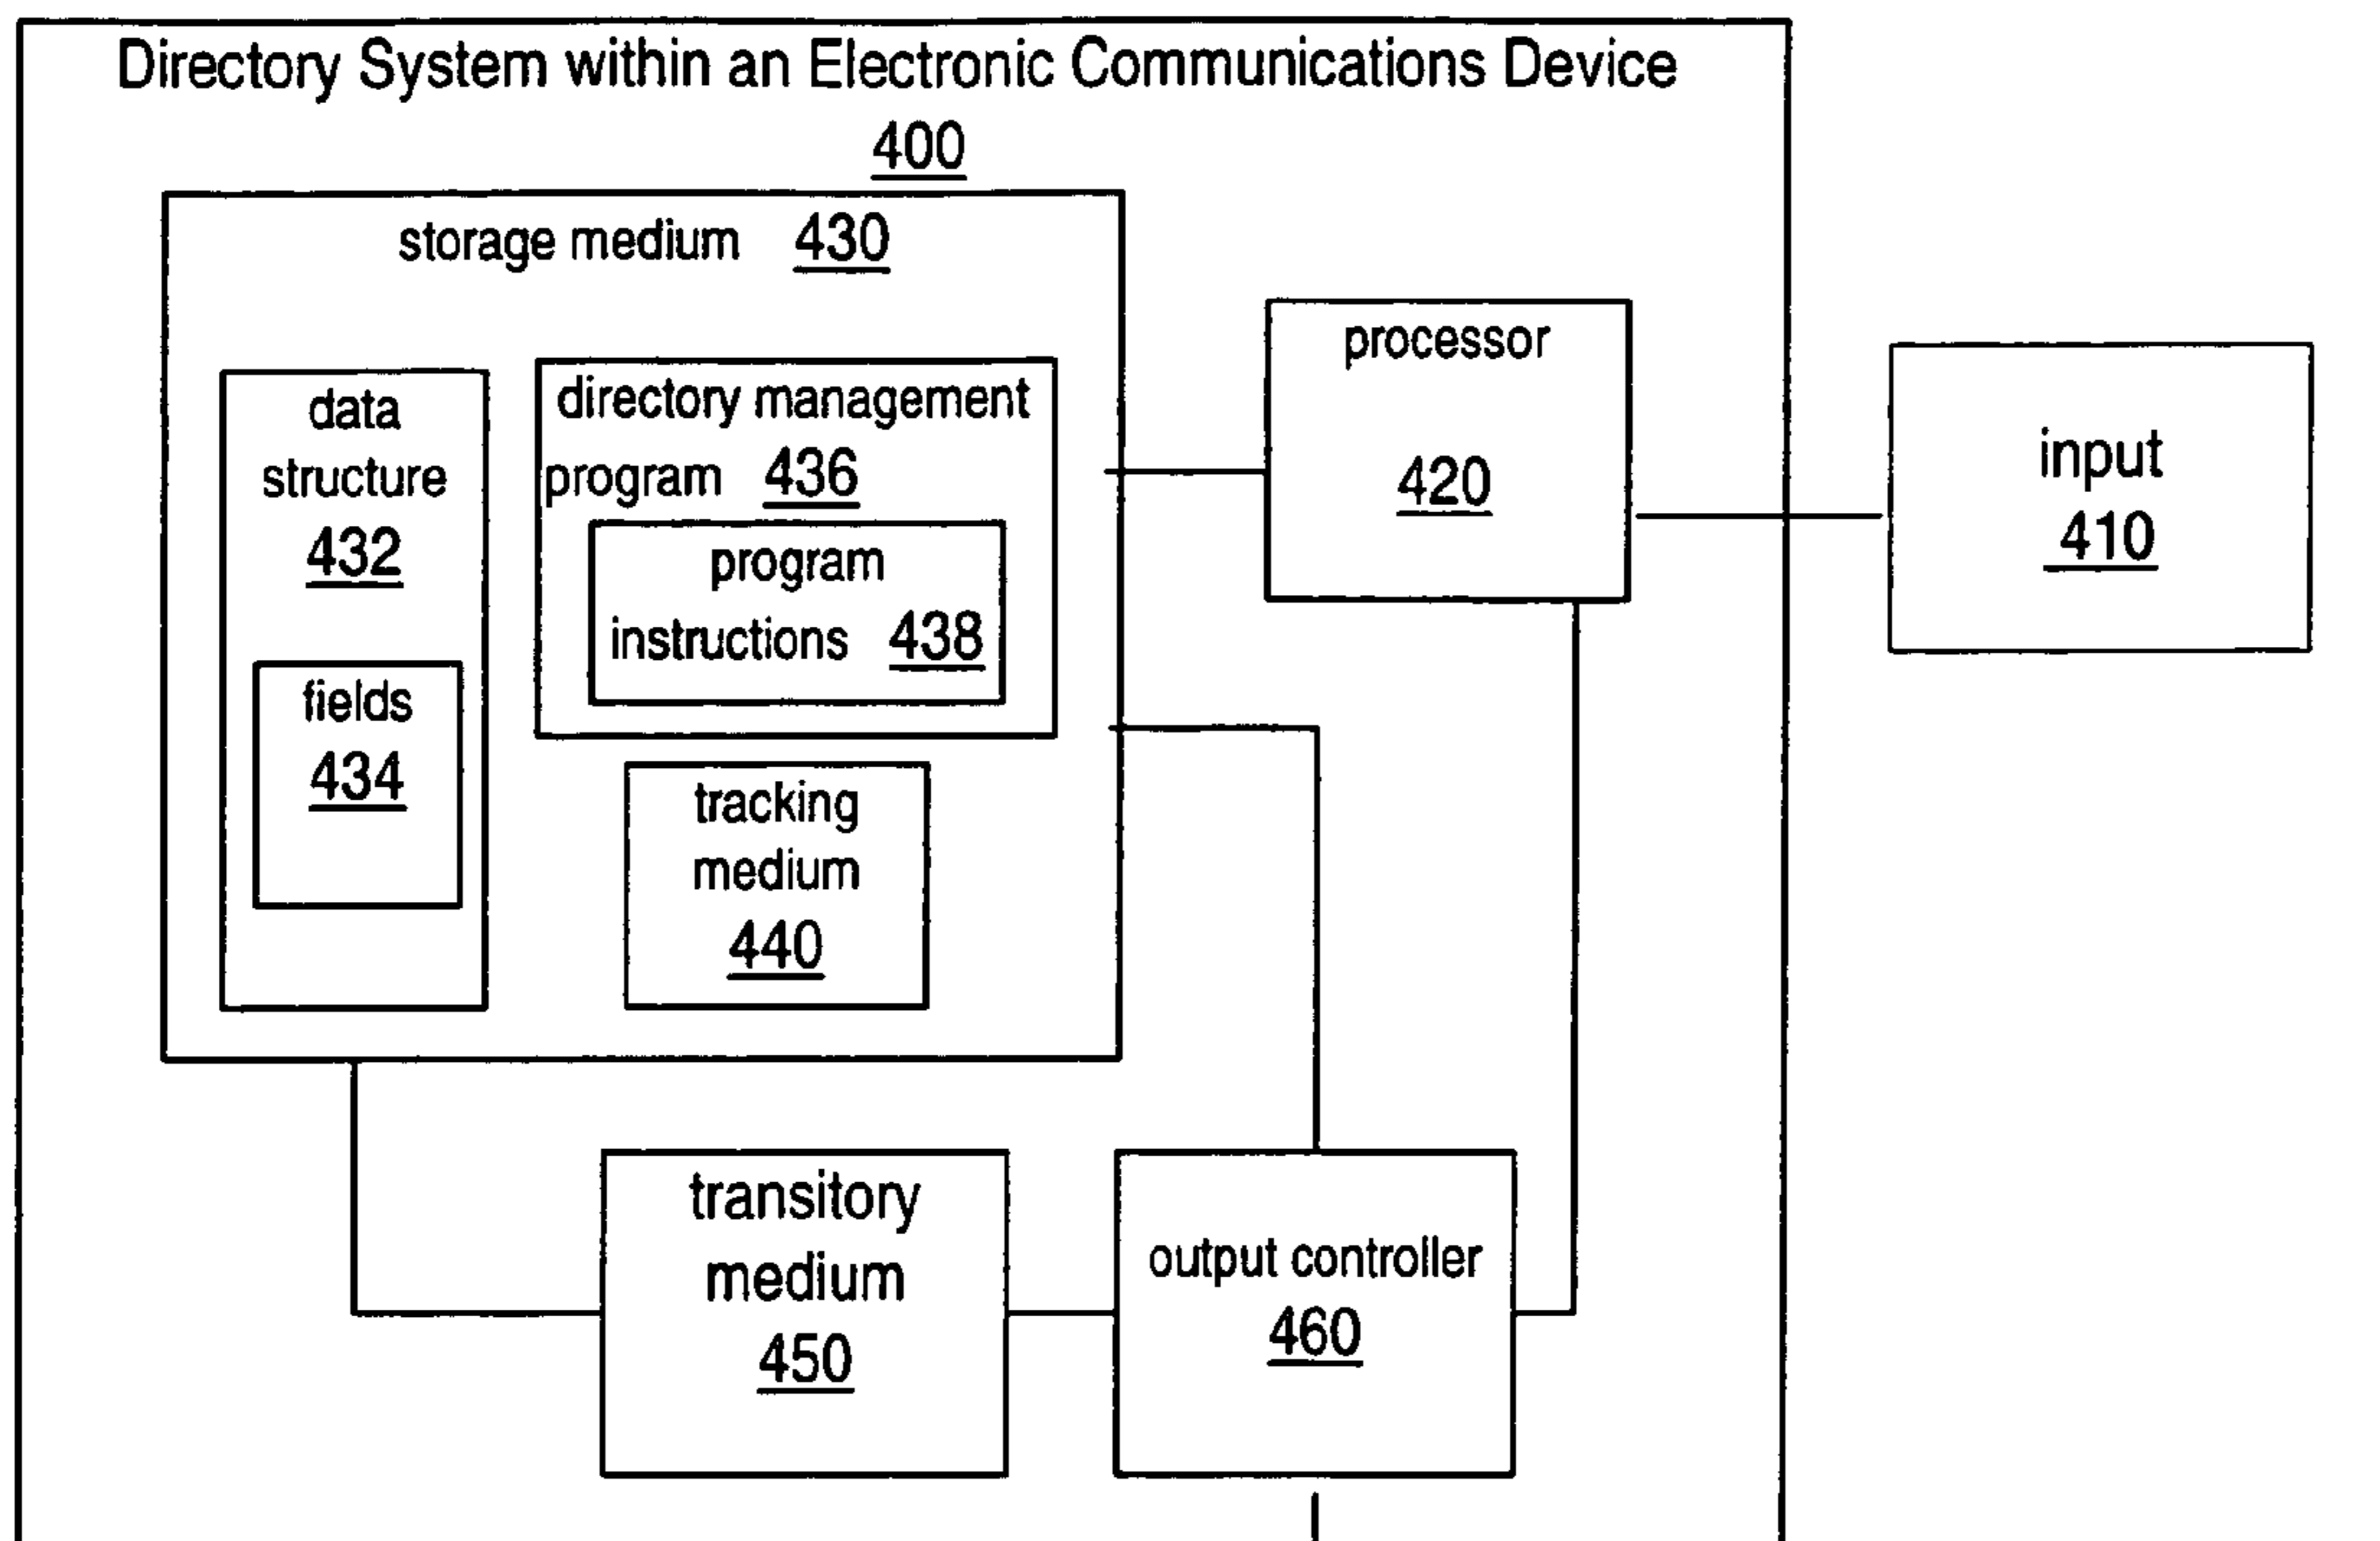 Directory System within an Electronic Communications Device
400
storage medium 430
data
structure
432
fields
434
directory management
program 436
program
instructions 438
tracking
medium
440
processor
420
input
410
transitory
medium
450
output controller
460